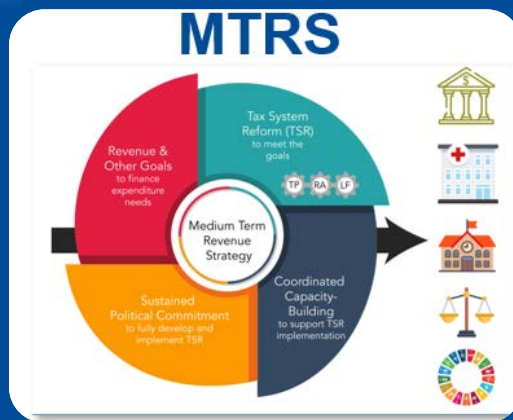 MTRS
Revenue &
Other Goals
to finance
expenditure
needs
Tax System
Reform (TSR)
to meet the
goals
TP RA LF
Medium Term
Revenue
Strategy
Sustained
Political Commitment
to fully develop and
implement TSR
Coordinated
Capacity-
Building
to support TSR
implementation
$